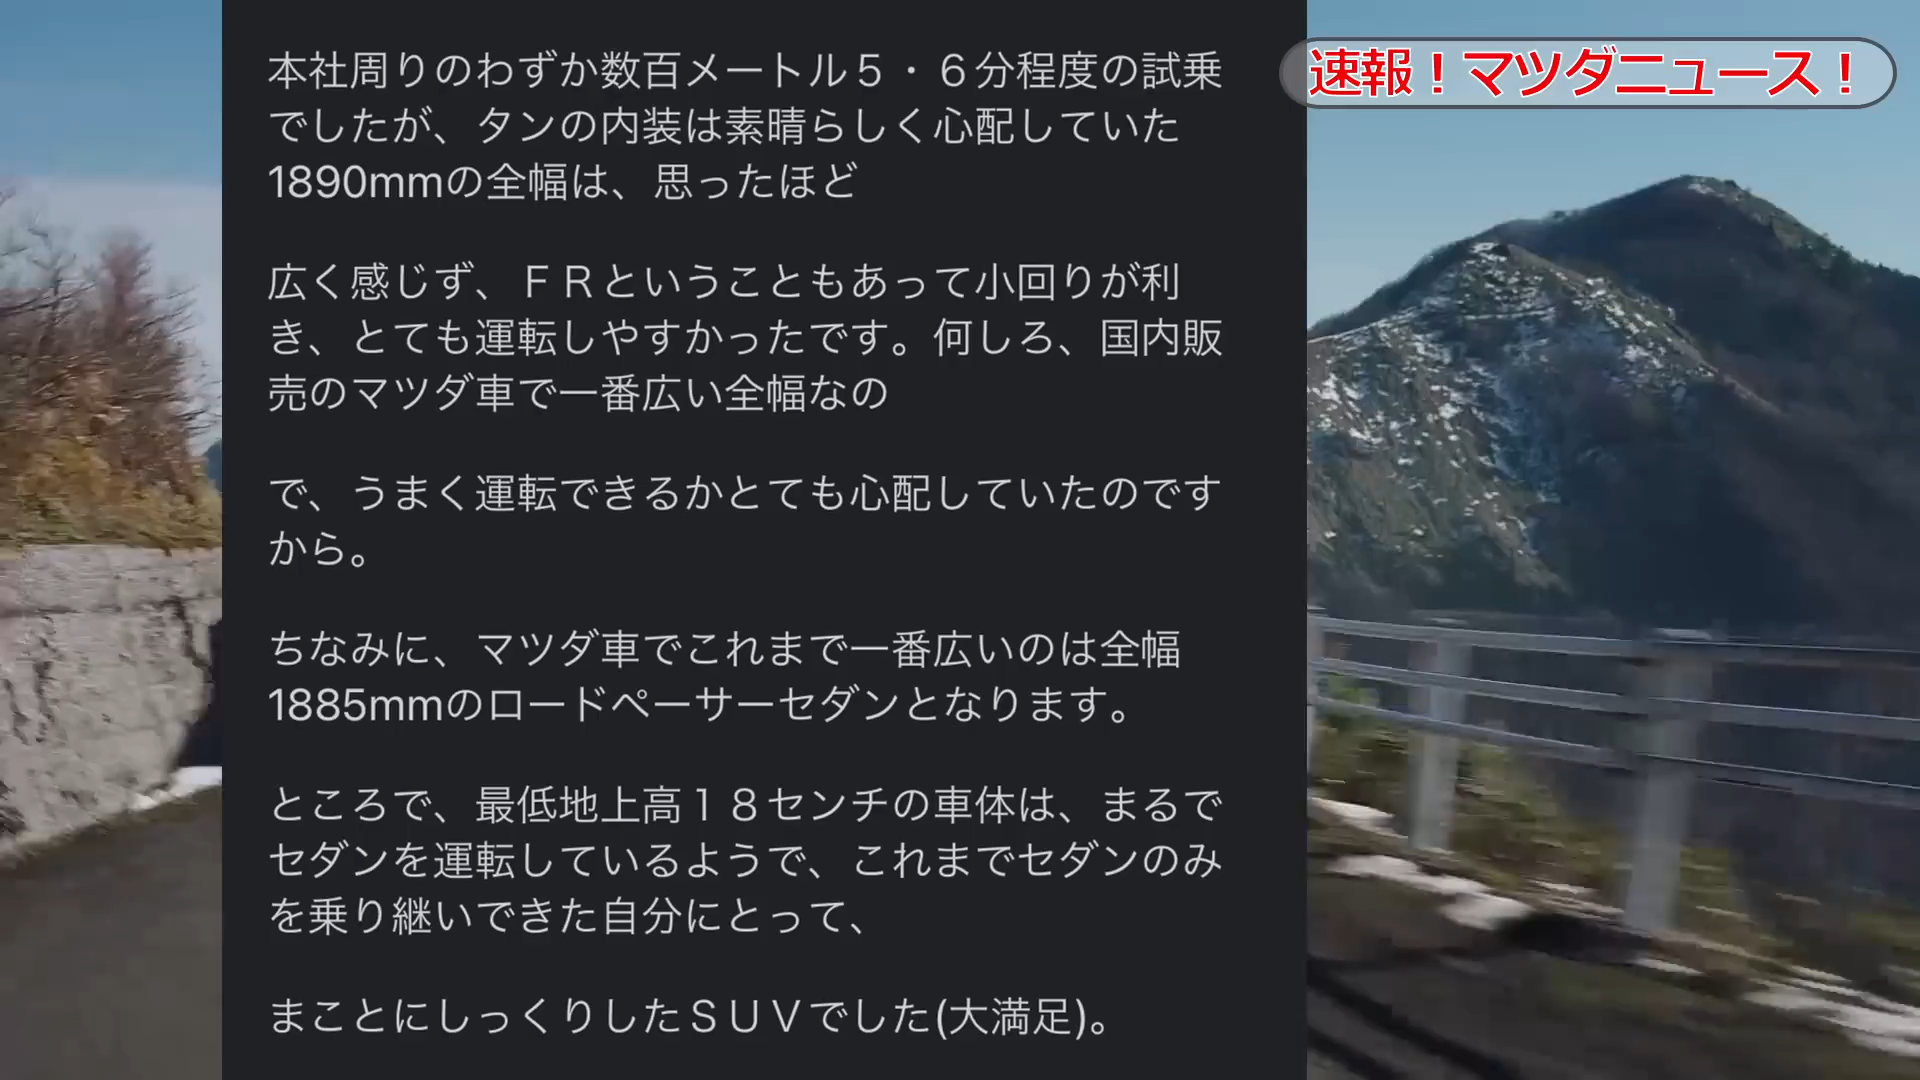 本社周りのわずか数百メートル５・６分程度の試乗
でしたが、タンの内装は素晴らしく心配していた
1890mmの全幅は、思ったほど
広く感じず、ＦＲということもあって小回りが利
き、とても運転しやすかったです。何しろ、国内販
売のマツダ車で一番広い全幅なの
で、うまく運転できるかとても心配していたのです
から。
ちなみに、マツダ車でこれまで一番広いのは全幅
1885mmのロードペーサーセダンとなります。
ところで、最低地上高１８センチの車体は、まるで
セダンを運転しているようで、これまでセダンのみ
を乗り継いできた自分にとって、
まことにしっくりしたＳＵＶでした(大満足)。
速報！マツダニュース！